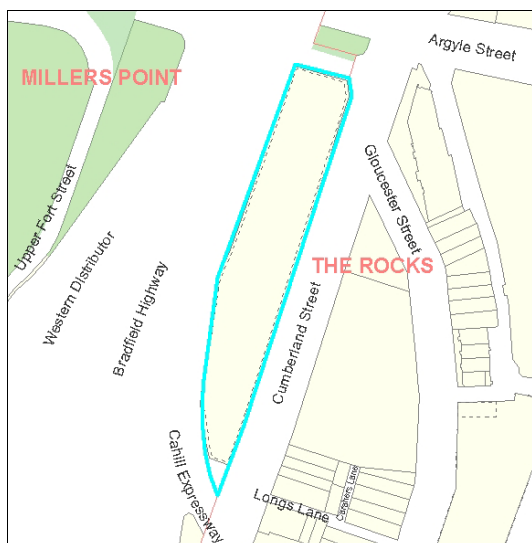 Argyle Street
MILLERS POINT
Gloucester Street
Upper Fort Street
Western Distributor
THE ROCKS
Bradfield Highway
Cumberland Street
Cahill Expressway
Carahers Lane
Longs Lane